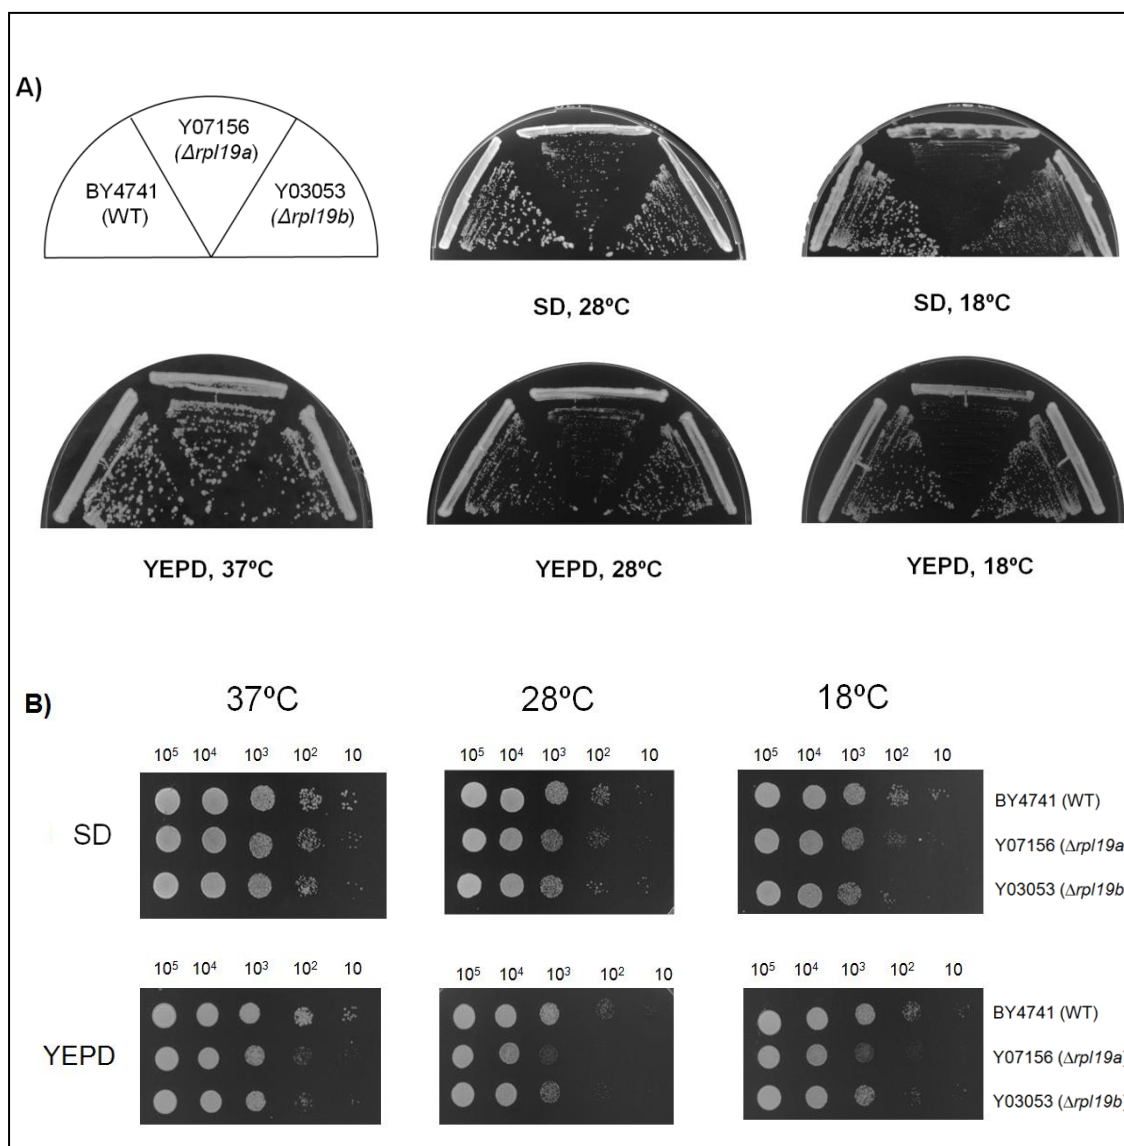 A)
Y07156
(Δrpl19a)
BY4741
(WT)
Y03053
(Δrpl19b)
SD, 28ºC
SD, 18ºC
YEPD, 37ºC
YEPD, 28ºC
YEPD, 18ºC
B)
37ºC 28ºC 18ºC
10⁵ 10⁴ 10³ 10² 10 10⁵ 10⁴ 10³ 10² 10 10⁵ 10⁴ 10³ 10² 10
BY4741 (WT)
SD
Y07156 (Δrpl19a
Y03053 (Δrpl19b
10⁵ 10⁴ 10³ 10² 10 10⁵ 10⁴ 10³ 10² 10 10⁵ 10⁴ 10³ 10² 10
BY4741 (WT)
YEPD
Y07156 (Δrpl19a)
Y03053 (Δrpl19b)